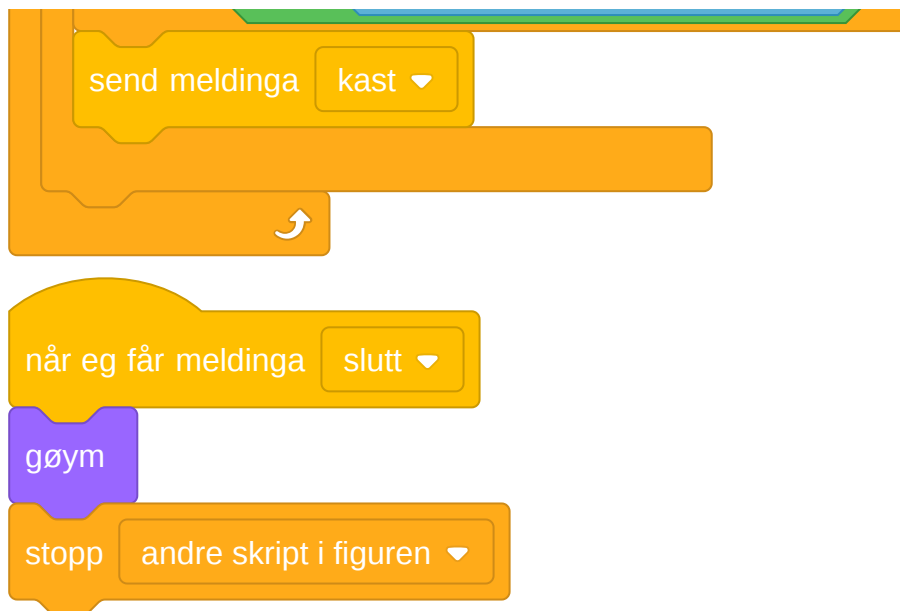 send meldinga kast
når eg får meldinga slutt
gøym
stopp andre skript i figuren